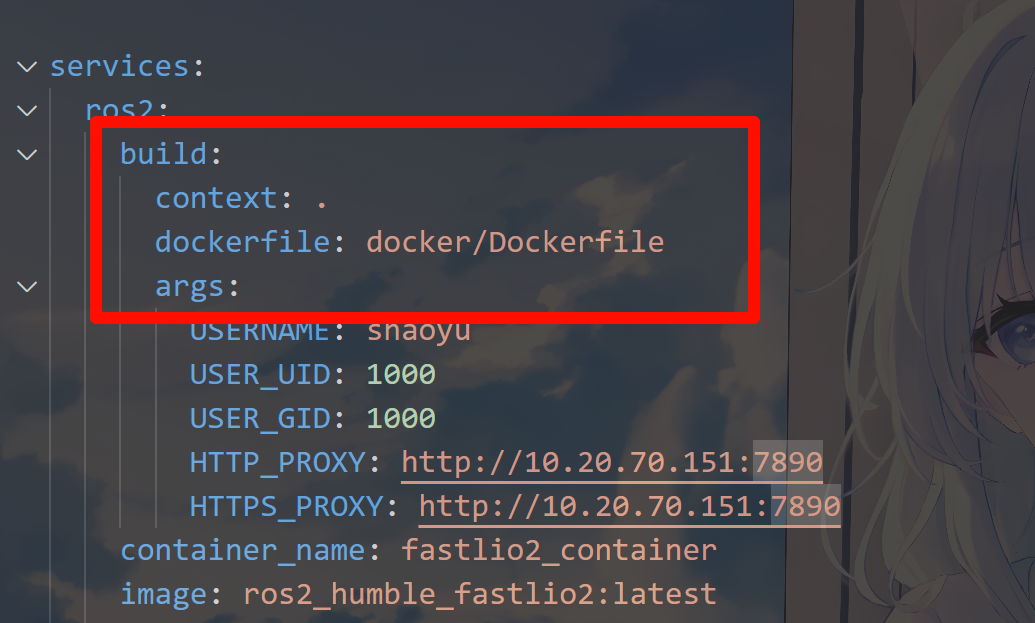 services:
ros2:
build:
context: .
dockerfile: docker/Dockerfile
args:
USERNAME: shaoyu
USER_UID: 1000
USER_GID: 1000
HTTP_PROXY: http://10.20.70.151:7890
HTTPS_PROXY: http://10.20.70.151:7890
container_name: fastlio2_container
image: ros2_humble_fastlio2:latest